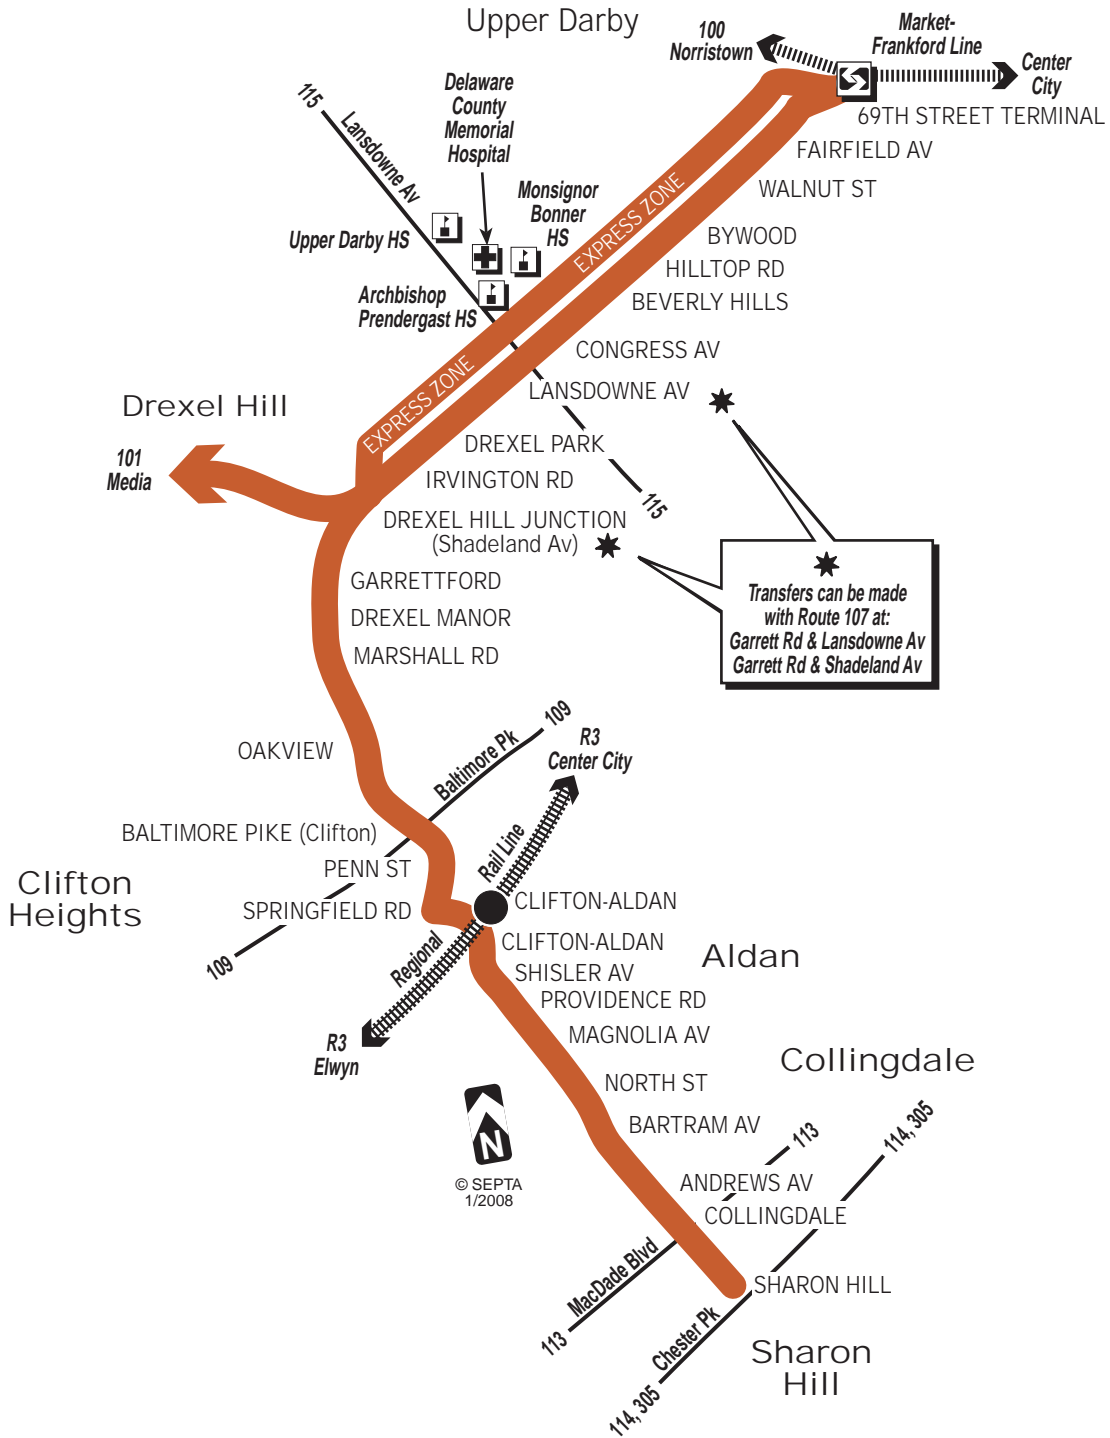 Upper Darby
100
Norristown
Market-
Frankford Line
Center
City
69TH STREET TERMINAL
FAIRFIELD AV
WALNUT ST
BYWOOD
HILLTOP RD
BEVERLY HILLS
CONGRESS AV
LANSDOWNE AV
DREXEL PARK
IRVINGTON RD
DREXEL HILL JUNCTION
(Shadeland Av)
115
Lansdowne Av
115
Delaware
County
Memorial
Hospital
Monsignor
Bonner
HS
Upper Darby HS
Archbishop
Prendergast HS
EXPRESS ZONE
EXPRESS ZONE
Drexel Hill
101
Media
Transfers can be made
with Route 107 at:
Garrett Rd & Lansdowne Av
Garrett Rd & Shadeland Av
GARRETTFORD
DREXEL MANOR
MARSHALL RD
OAKVIEW
109
Baltimore Pk
109
R3
Center City
Rail Line
Regional
R3
Elwyn
BALTIMORE PIKE (Clifton)
PENN ST
SPRINGFIELD RD
Clifton
Heights
CLIFTON-ALDAN
CLIFTON-ALDAN
Aldan
SHISLER AV
PROVIDENCE RD
MAGNOLIA AV
NORTH ST
BARTRAM AV
Collingdale
113
114, 305
ANDREWS AV
COLLINGDALE
SHARON HILL
MacDade Blvd
113
Chester Pk
114, 305
Sharon
Hill
N
© SEPTA
1/2008